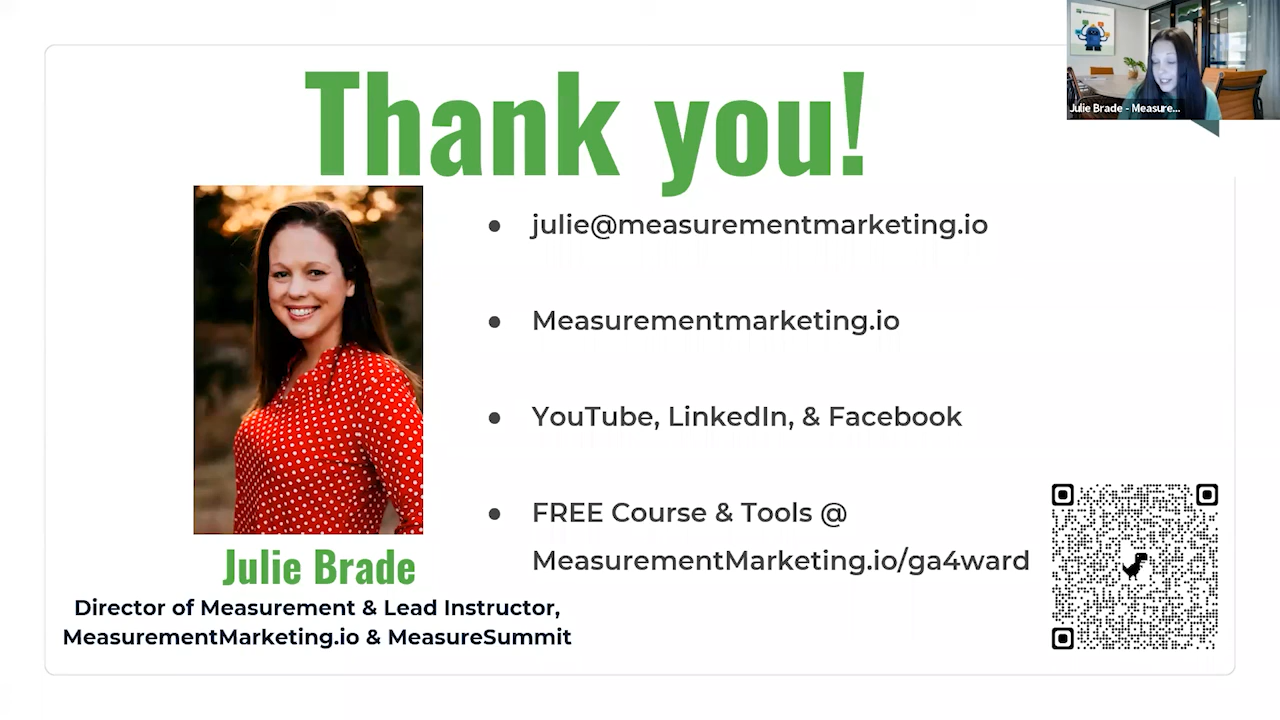 Thank you!
Julie Brade - Measure...
• julie@measurementmarketing.io
• Measurementmarketing.io
• YouTube, LinkedIn, & Facebook
• FREE Course & Tools @
MeasurementMarketing.io/ga4ward
Julie Brade
Director of Measurement & Lead Instructor,
MeasurementMarketing.io & MeasureSummit